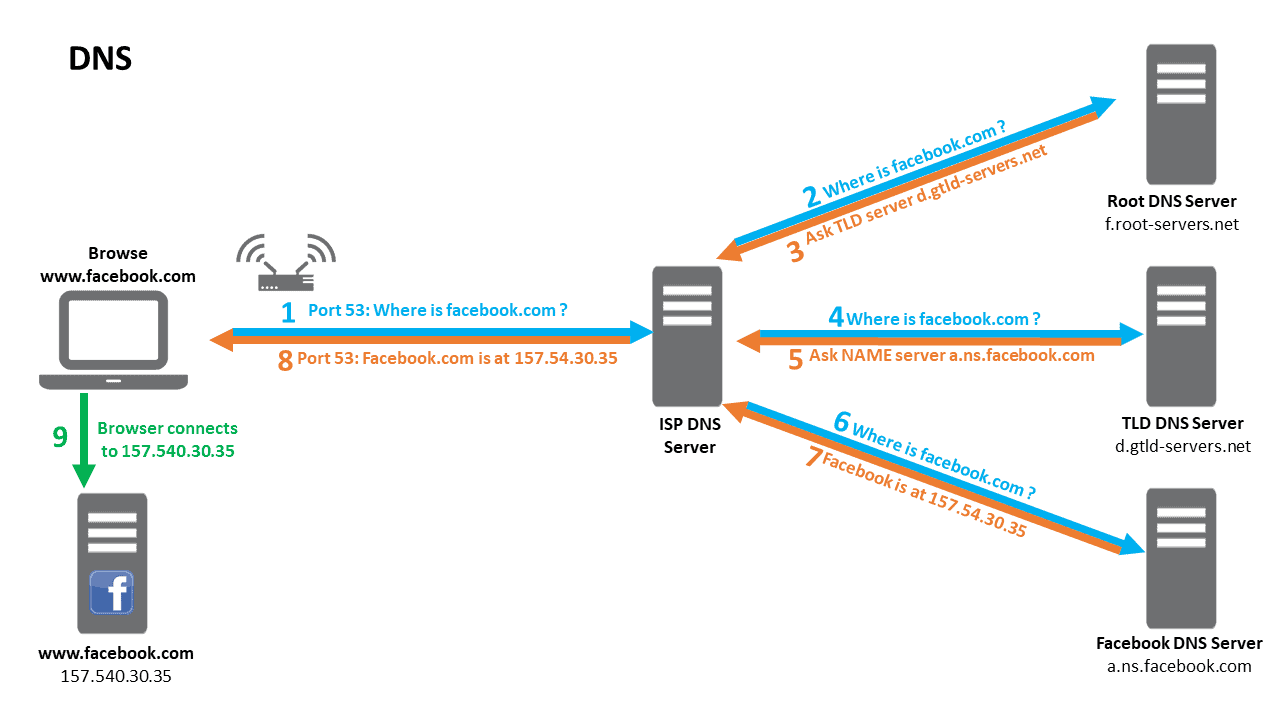 DNS
Browse
www.facebook.com
1 Port 53: Where is facebook.com ?
8 Port 53: Facebook.com is at 157.54.30.35
9 Browser connects
to 157.540.30.35
f
www.facebook.com
157.540.30.35
ISP DNS
Server
2 Where is facebook.com ?
3 Ask TLD server d.gtld-servers.net
Root DNS Server
f.root-servers.net
4 Where is facebook.com ?
5 Ask NAME server a.ns.facebook.com
TLD DNS Server
d.gtld-servers.net
6 Where is facebook.com ?
7 Facebook is at 157.54.30.35
Facebook DNS Server
a.ns.facebook.com